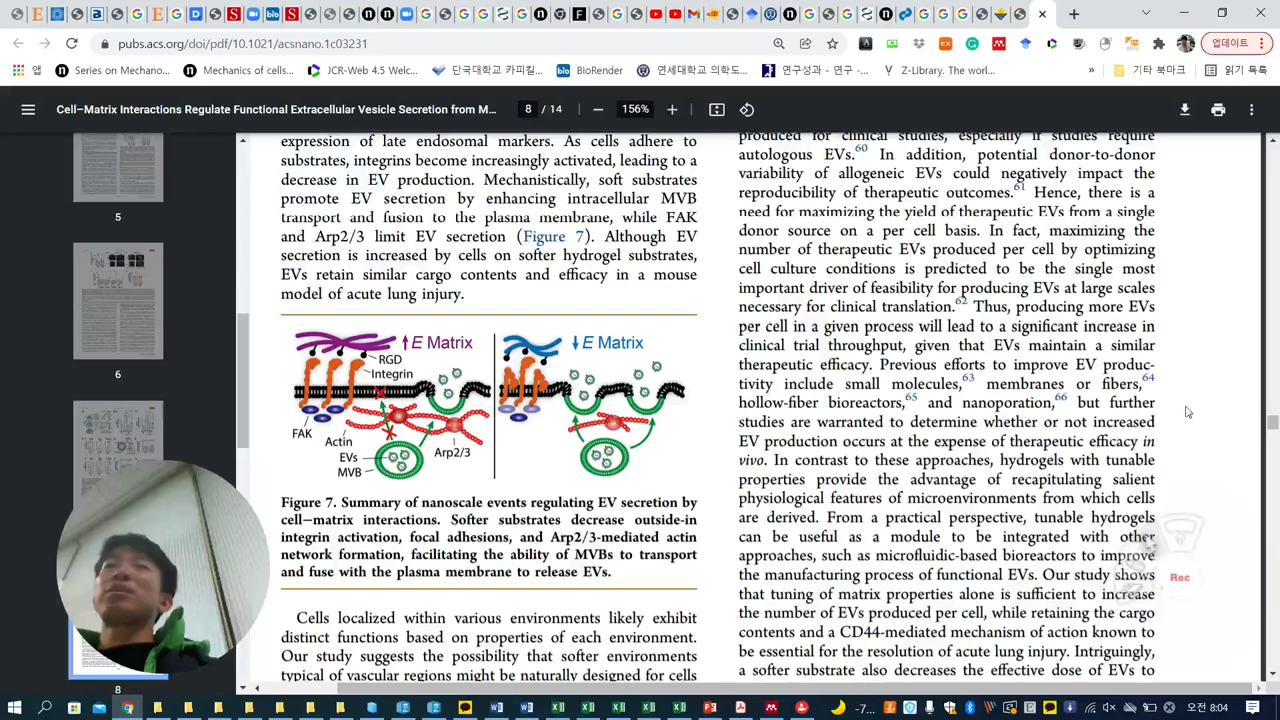 pubs.acs.org/doi/pdf/10.1021/acsnano.1c03231
업데이트
앱
Series on Mechano...
Mechanics of cells...
JCR-Web 4.5 Welc...
단국대학교 카피킬...
BioRender
연세대학교 의학도...
연구성과 - 연구 -...
Z-Library. The worl...
»
기타 북마크
읽기 목록
Cell−Matrix Interactions Regulate Functional Extracellular Vesicle Secretion from M...
8 / 14
156%
5
6
8
expression of late endosomal markers. As cells adhere to
substrates, integrins become increasingly activated, leading to a
decrease in EV production. Mechanistically, soft substrates
promote EV secretion by enhancing intracellular MVB
transport and fusion to the plasma membrane, while FAK
and Arp2/3 limit EV secretion (Figure 7). Although EV
secretion is increased by cells on softer hydrogel substrates,
EVs retain similar cargo contents and efficacy in a mouse
model of acute lung injury.
↑E Matrix
RGD
Integrin
FAK
Actin
EVs
MVB
Arp2/3
↓E Matrix
Figure 7. Summary of nanoscale events regulating EV secretion by
cell−matrix interactions. Softer substrates decrease outside-in
integrin activation, focal adhesions, and Arp2/3-mediated actin
network formation, facilitating the ability of MVBs to transport
and fuse with the plasma membrane to release EVs.
Cells localized within various environments likely exhibit
distinct functions based on properties of each environment.
Our study suggests the possibility that softer environments
typical of vascular regions might be naturally designed for cells
produced for clinical studies, especially if studies require
autologous EVs.60 In addition, potential donor-to-donor
variability of allogeneic EVs could negatively impact the
reproducibility of therapeutic outcomes.61 Hence, there is a
need for maximizing the yield of therapeutic EVs from a single
donor source on a per cell basis. In fact, maximizing the
number of therapeutic EVs produced per cell by optimizing
cell culture conditions is predicted to be the single most
important driver of feasibility for producing EVs at large scales
necessary for clinical translation.62 Thus, producing more EVs
per cell in a given process will lead to a significant increase in
clinical trial throughput, given that EVs maintain a similar
therapeutic efficacy. Previous efforts to improve EV produc-
tivity include small molecules,63 membranes or fibers,64
hollow-fiber bioreactors,65 and nanoporation,66 but further
studies are warranted to determine whether or not increased
EV production occurs at the expense of therapeutic efficacy in
vivo. In contrast to these approaches, hydrogels with tunable
properties provide the advantage of recapitulating salient
physiological features of microenvironments from which cells
are derived. From a practical perspective, tunable hydrogels
can be useful as a module to be integrated with other
approaches, such as microfluidic-based bioreactors to improve
the manufacturing process of functional EVs. Our study shows
that tuning of matrix properties alone is sufficient to increase
the number of EVs produced per cell, while retaining the cargo
contents and a CD44-mediated mechanism of action known to
be essential for the resolution of acute lung injury. Intriguingly,
a softer substrate also decreases the effective dose of EVs to
Rec
-7...
오후 8:04